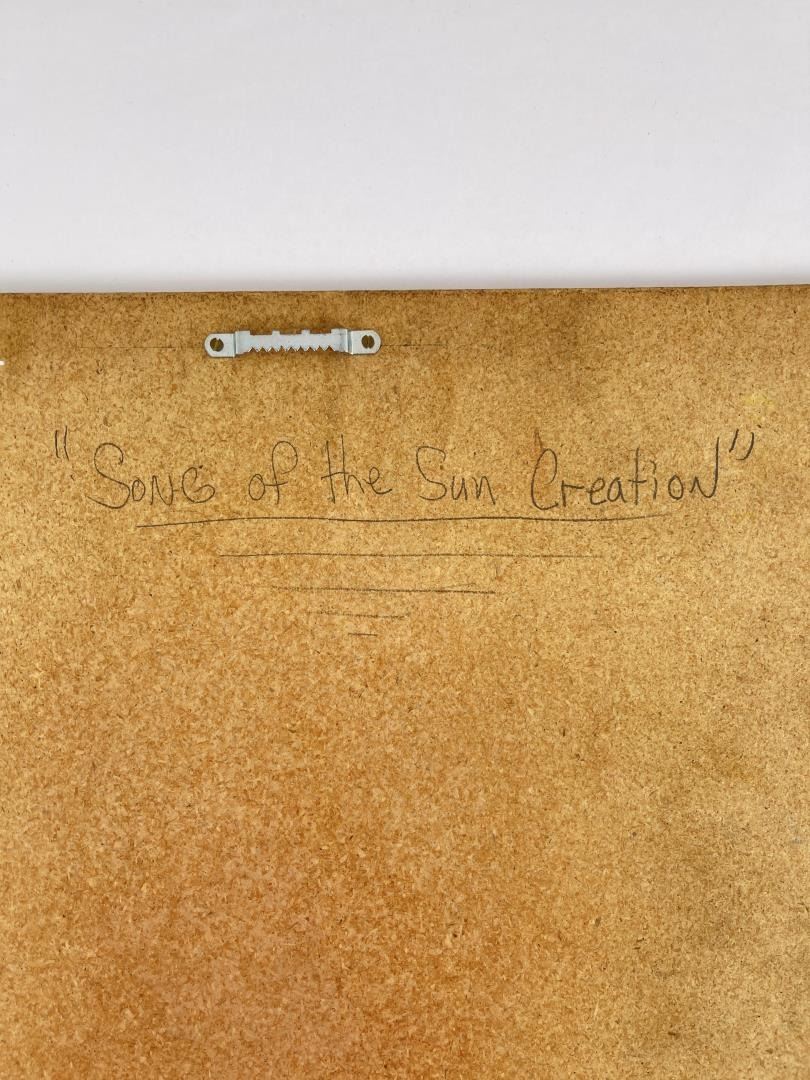 "Song of the Sun Creation"